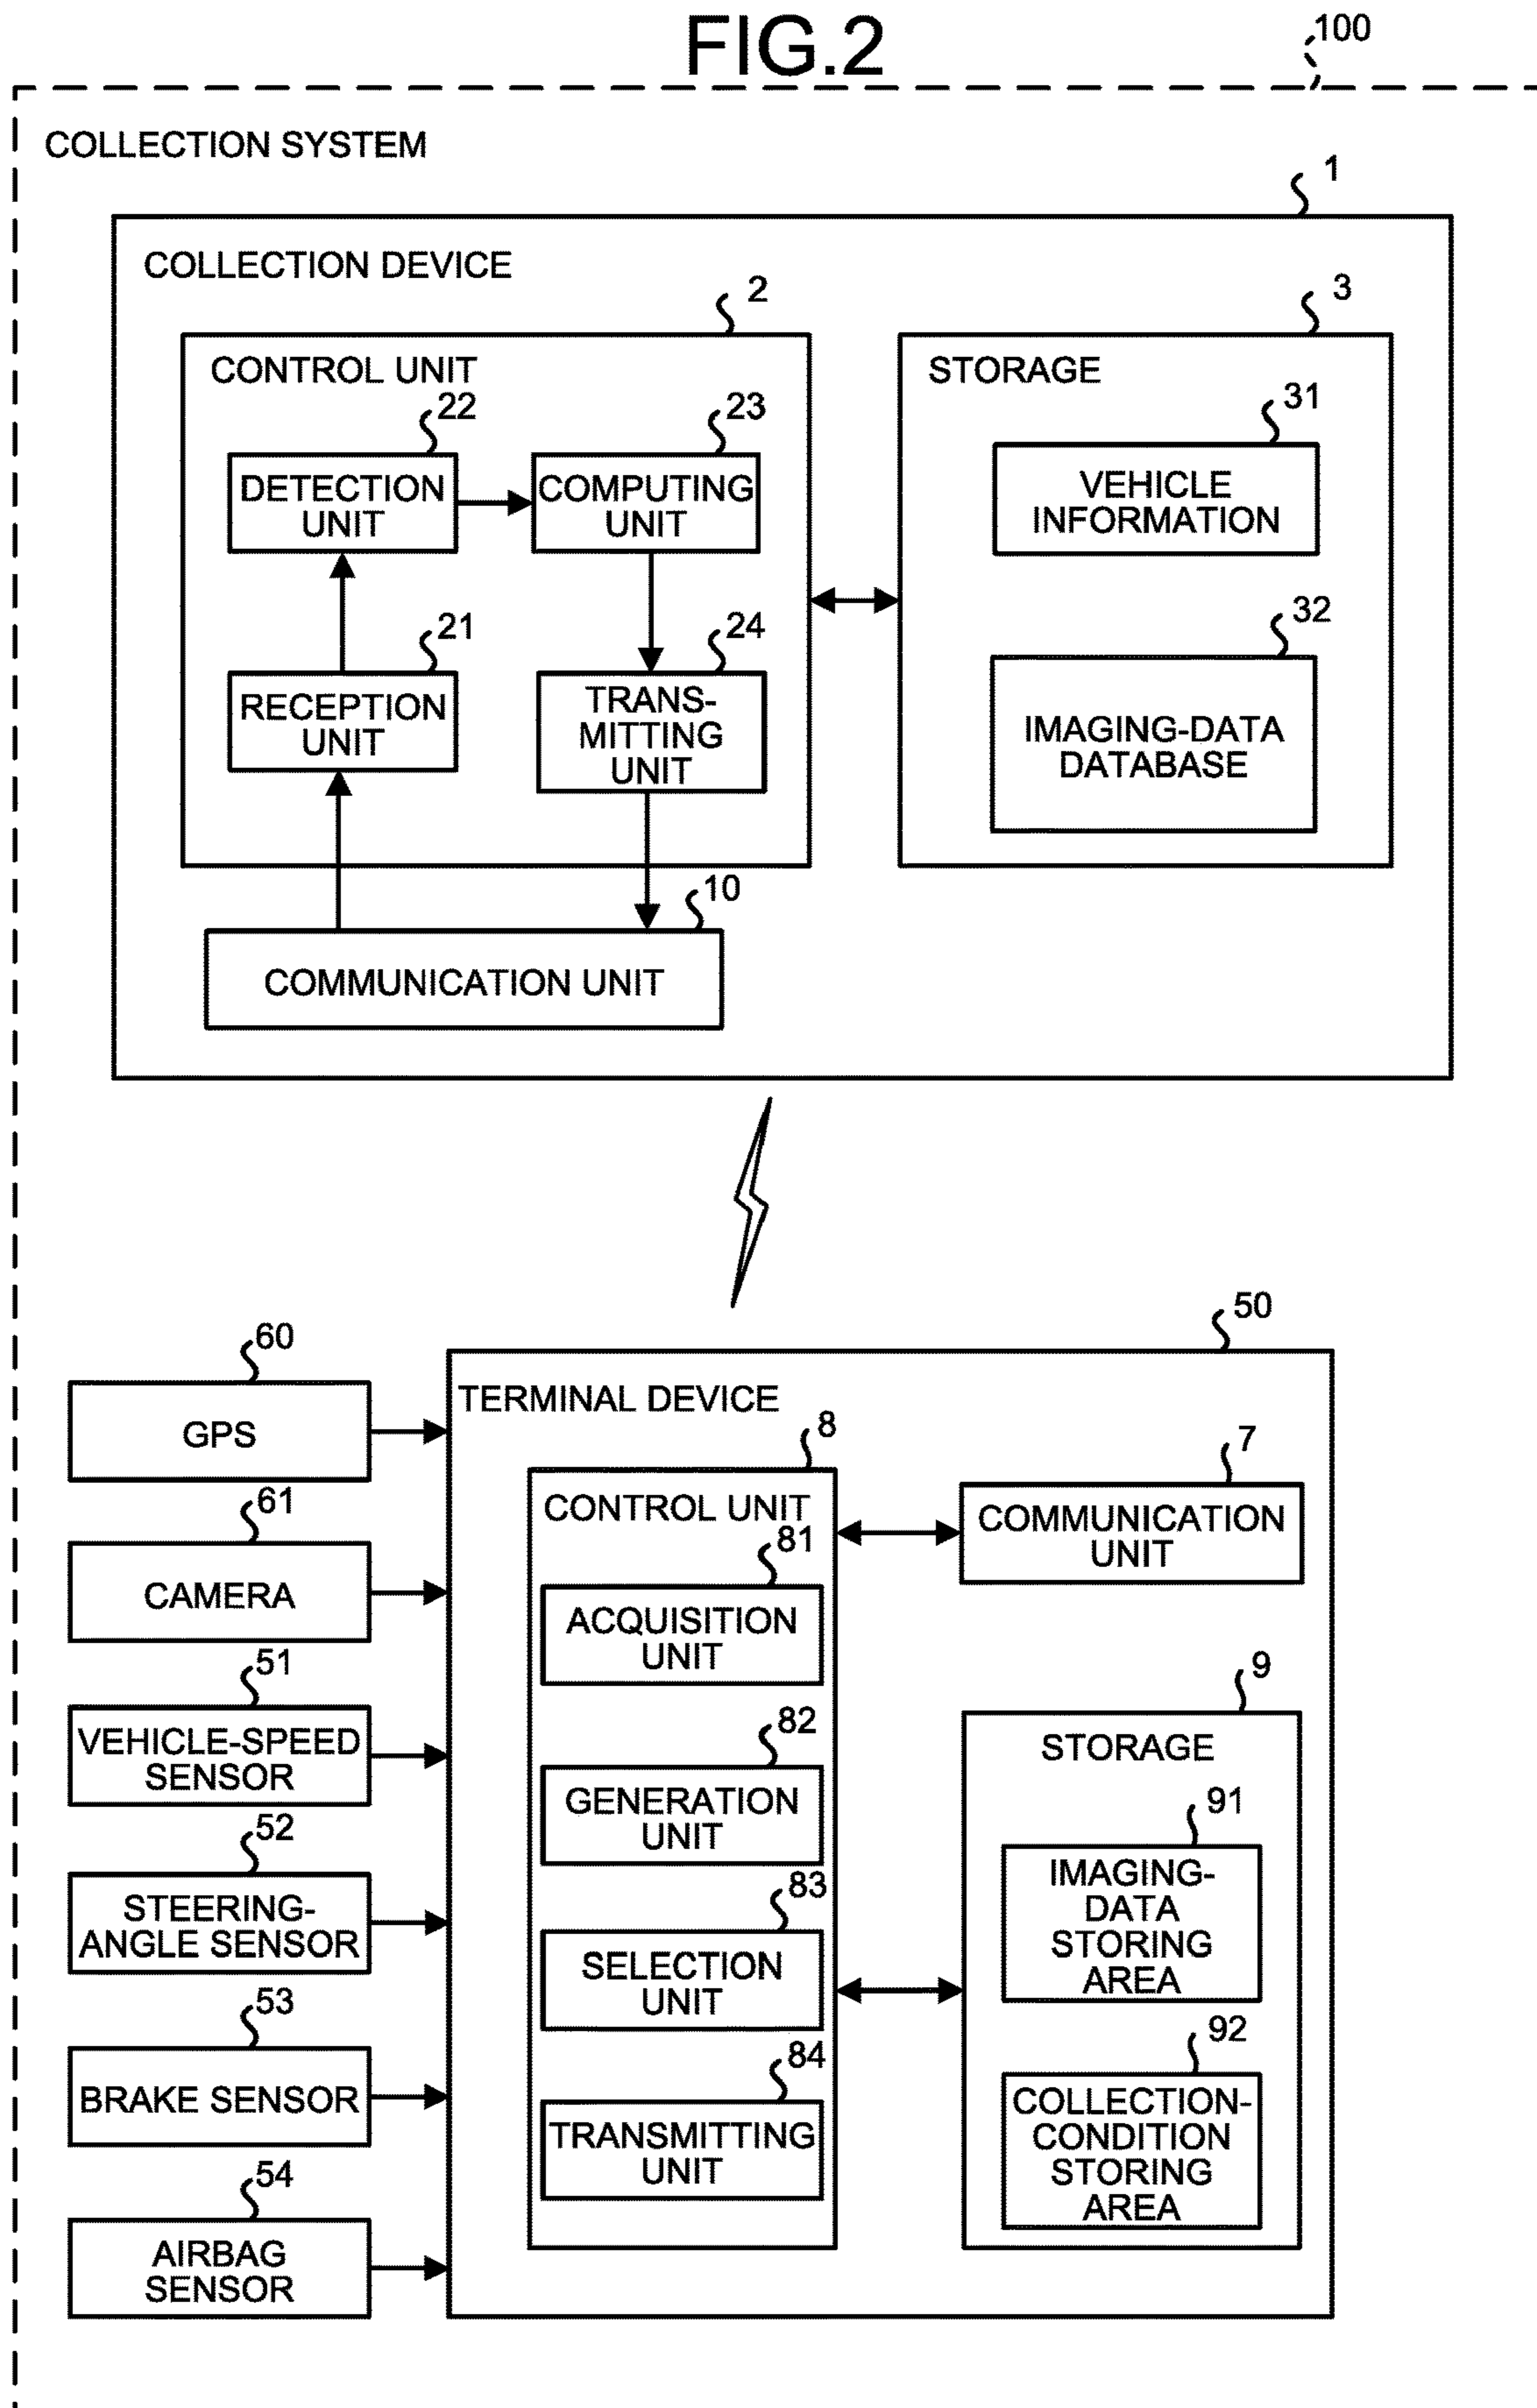 FIG.2
100
COLLECTION SYSTEM
1
COLLECTION DEVICE
2
3
CONTROL UNIT
STORAGE
22
23
31
DETECTION
UNIT
COMPUTING
UNIT
VEHICLE
INFORMATION
21
24
32
RECEPTION
UNIT
TRANS-
MITTING
UNIT
IMAGING-DATA
DATABASE
10
COMMUNICATION UNIT
50
60
GPS
TERMINAL DEVICE
8
7
CONTROL UNIT
COMMUNICATION
UNIT
61
CAMERA
81
ACQUISITION
UNIT
51
VEHICLE-SPEED
SENSOR
9
STORAGE
82
GENERATION
UNIT
91
IMAGING-
DATA
STORING
AREA
52
STEERING-
ANGLE SENSOR
83
SELECTION
UNIT
53
BRAKE SENSOR
84
TRANSMITTING
UNIT
92
COLLECTION-
CONDITION
STORING
AREA
54
AIRBAG
SENSOR